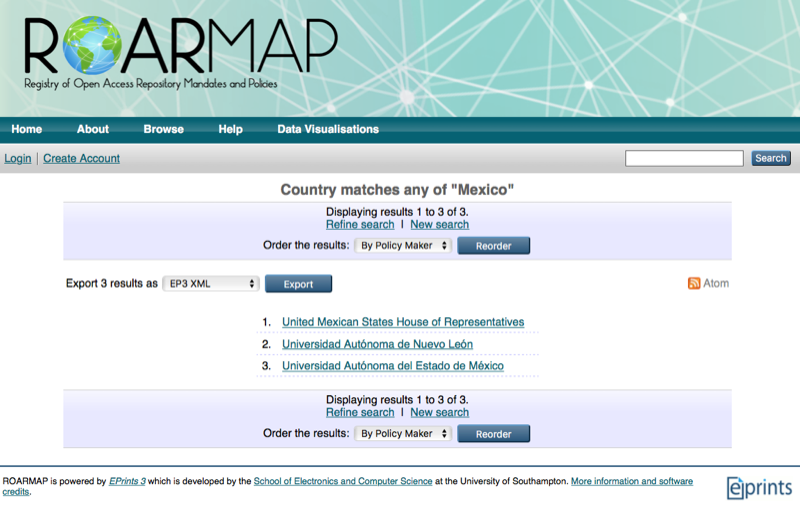 ROARMAP
Registry of Open Access Repository Mandates and Policies
Home About Browse Help Data Visualisations
Login | Create Account Search
Country matches any of "Mexico"
Displaying results 1 to 3 of 3.
Refine search | New search
Order the results: By Policy Maker Reorder
Export 3 results as EP3 XML Export Atom
1. United Mexican States House of Representatives
2. Universidad Autónoma de Nuevo León
3. Universidad Autónoma del Estado de México
Displaying results 1 to 3 of 3.
Refine search | New search
Order the results: By Policy Maker Reorder
ROARMAP is powered by EPrints 3 which is developed by the School of Electronics and Computer Science at the University of Southampton. More information and software
credits.
eprints